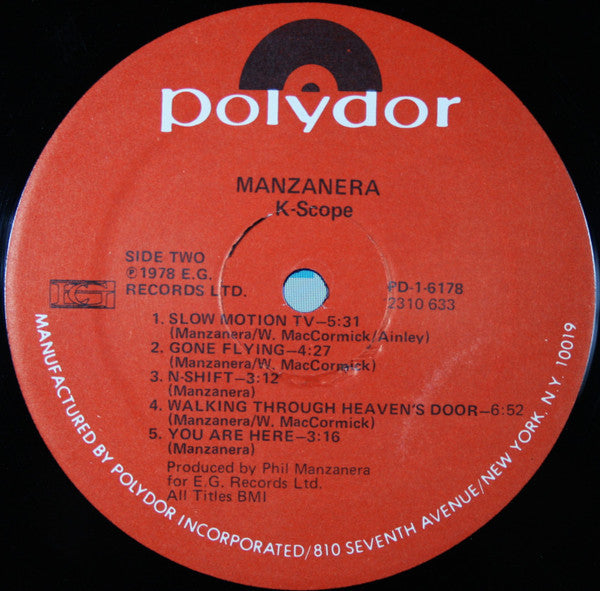 polydor
MANZANERA
K-Scope
SIDE TWO
℗ 1978 E.G.
RECORDS LTD.
EG
PD-1-6178
2310 633
1. SLOW MOTION TV—5:31
(Manzanera/W. MacCormick/Ainley)
2. GONE FLYING—4:27
(Manzanera/W. MacCormick)
3. N-SHIFT—3:12
(Manzanera)
4. WALKING THROUGH HEAVEN'S DOOR—6:52
(Manzanera/W. MacCormick)
5. YOU ARE HERE—3:16
(Manzanera)
Produced by Phil Manzanera
for E.G. Records Ltd.
All Titles BMI
MANUFACTURED BY POLYDOR INCORPORATED/810 SEVENTH AVENUE/NEW YORK, N.Y. 10019